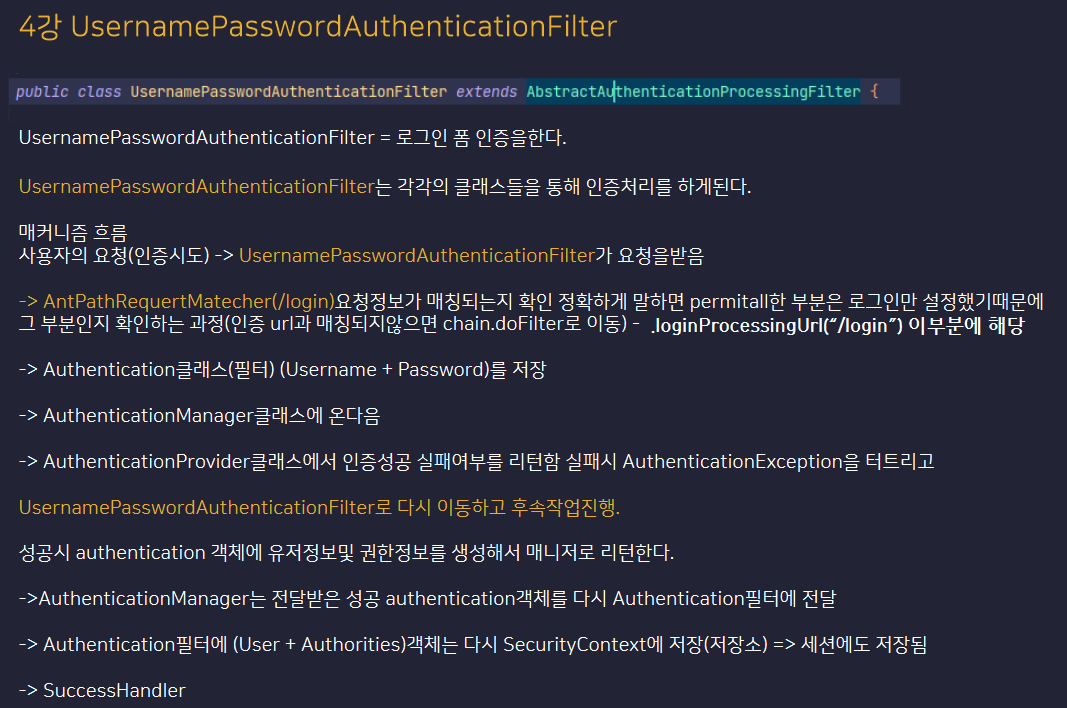 4강 UsernamePasswordAuthenticationFilter
public class UsernamePasswordAuthenticationFilter extends AbstractAuthenticationProcessingFilter {
UsernamePasswordAuthenticationFilter = 로그인 폼 인증을한다.
UsernamePasswordAuthenticationFilter는 각각의 클래스들을 통해 인증처리를 하게된다.
매커니즘 흐름
사용자의 요청(인증시도) -> UsernamePasswordAuthenticationFilter가 요청을받음
-> AntPathRequertMatecher(/login)요청정보가 매칭되는지 확인 정확하게 말하면 permitall한 부분은 로그인만 설정했기때문에
그 부분인지 확인하는 과정(인증 url과 매칭되지않으면 chain.doFilter로 이동) - .loginProcessingUrl(“/login”) 이부분에 해당
-> Authentication클래스(필터) (Username + Password)를 저장
-> AuthenticationManager클래스에 온다음
-> AuthenticationProvider클래스에서 인증성공 실패여부를 리턴함 실패시 AuthenticationException을 터트리고
UsernamePasswordAuthenticationFilter로 다시 이동하고 후속작업진행.
성공시 authentication 객체에 유저정보및 권한정보를 생성해서 매니저로 리턴한다.
->AuthenticationManager는 전달받은 성공 authentication객체를 다시 Authentication필터에 전달
-> Authentication필터에 (User + Authorities)객체는 다시 SecurityContext에 저장(저장소) => 세션에도 저장됨
-> SuccessHandler